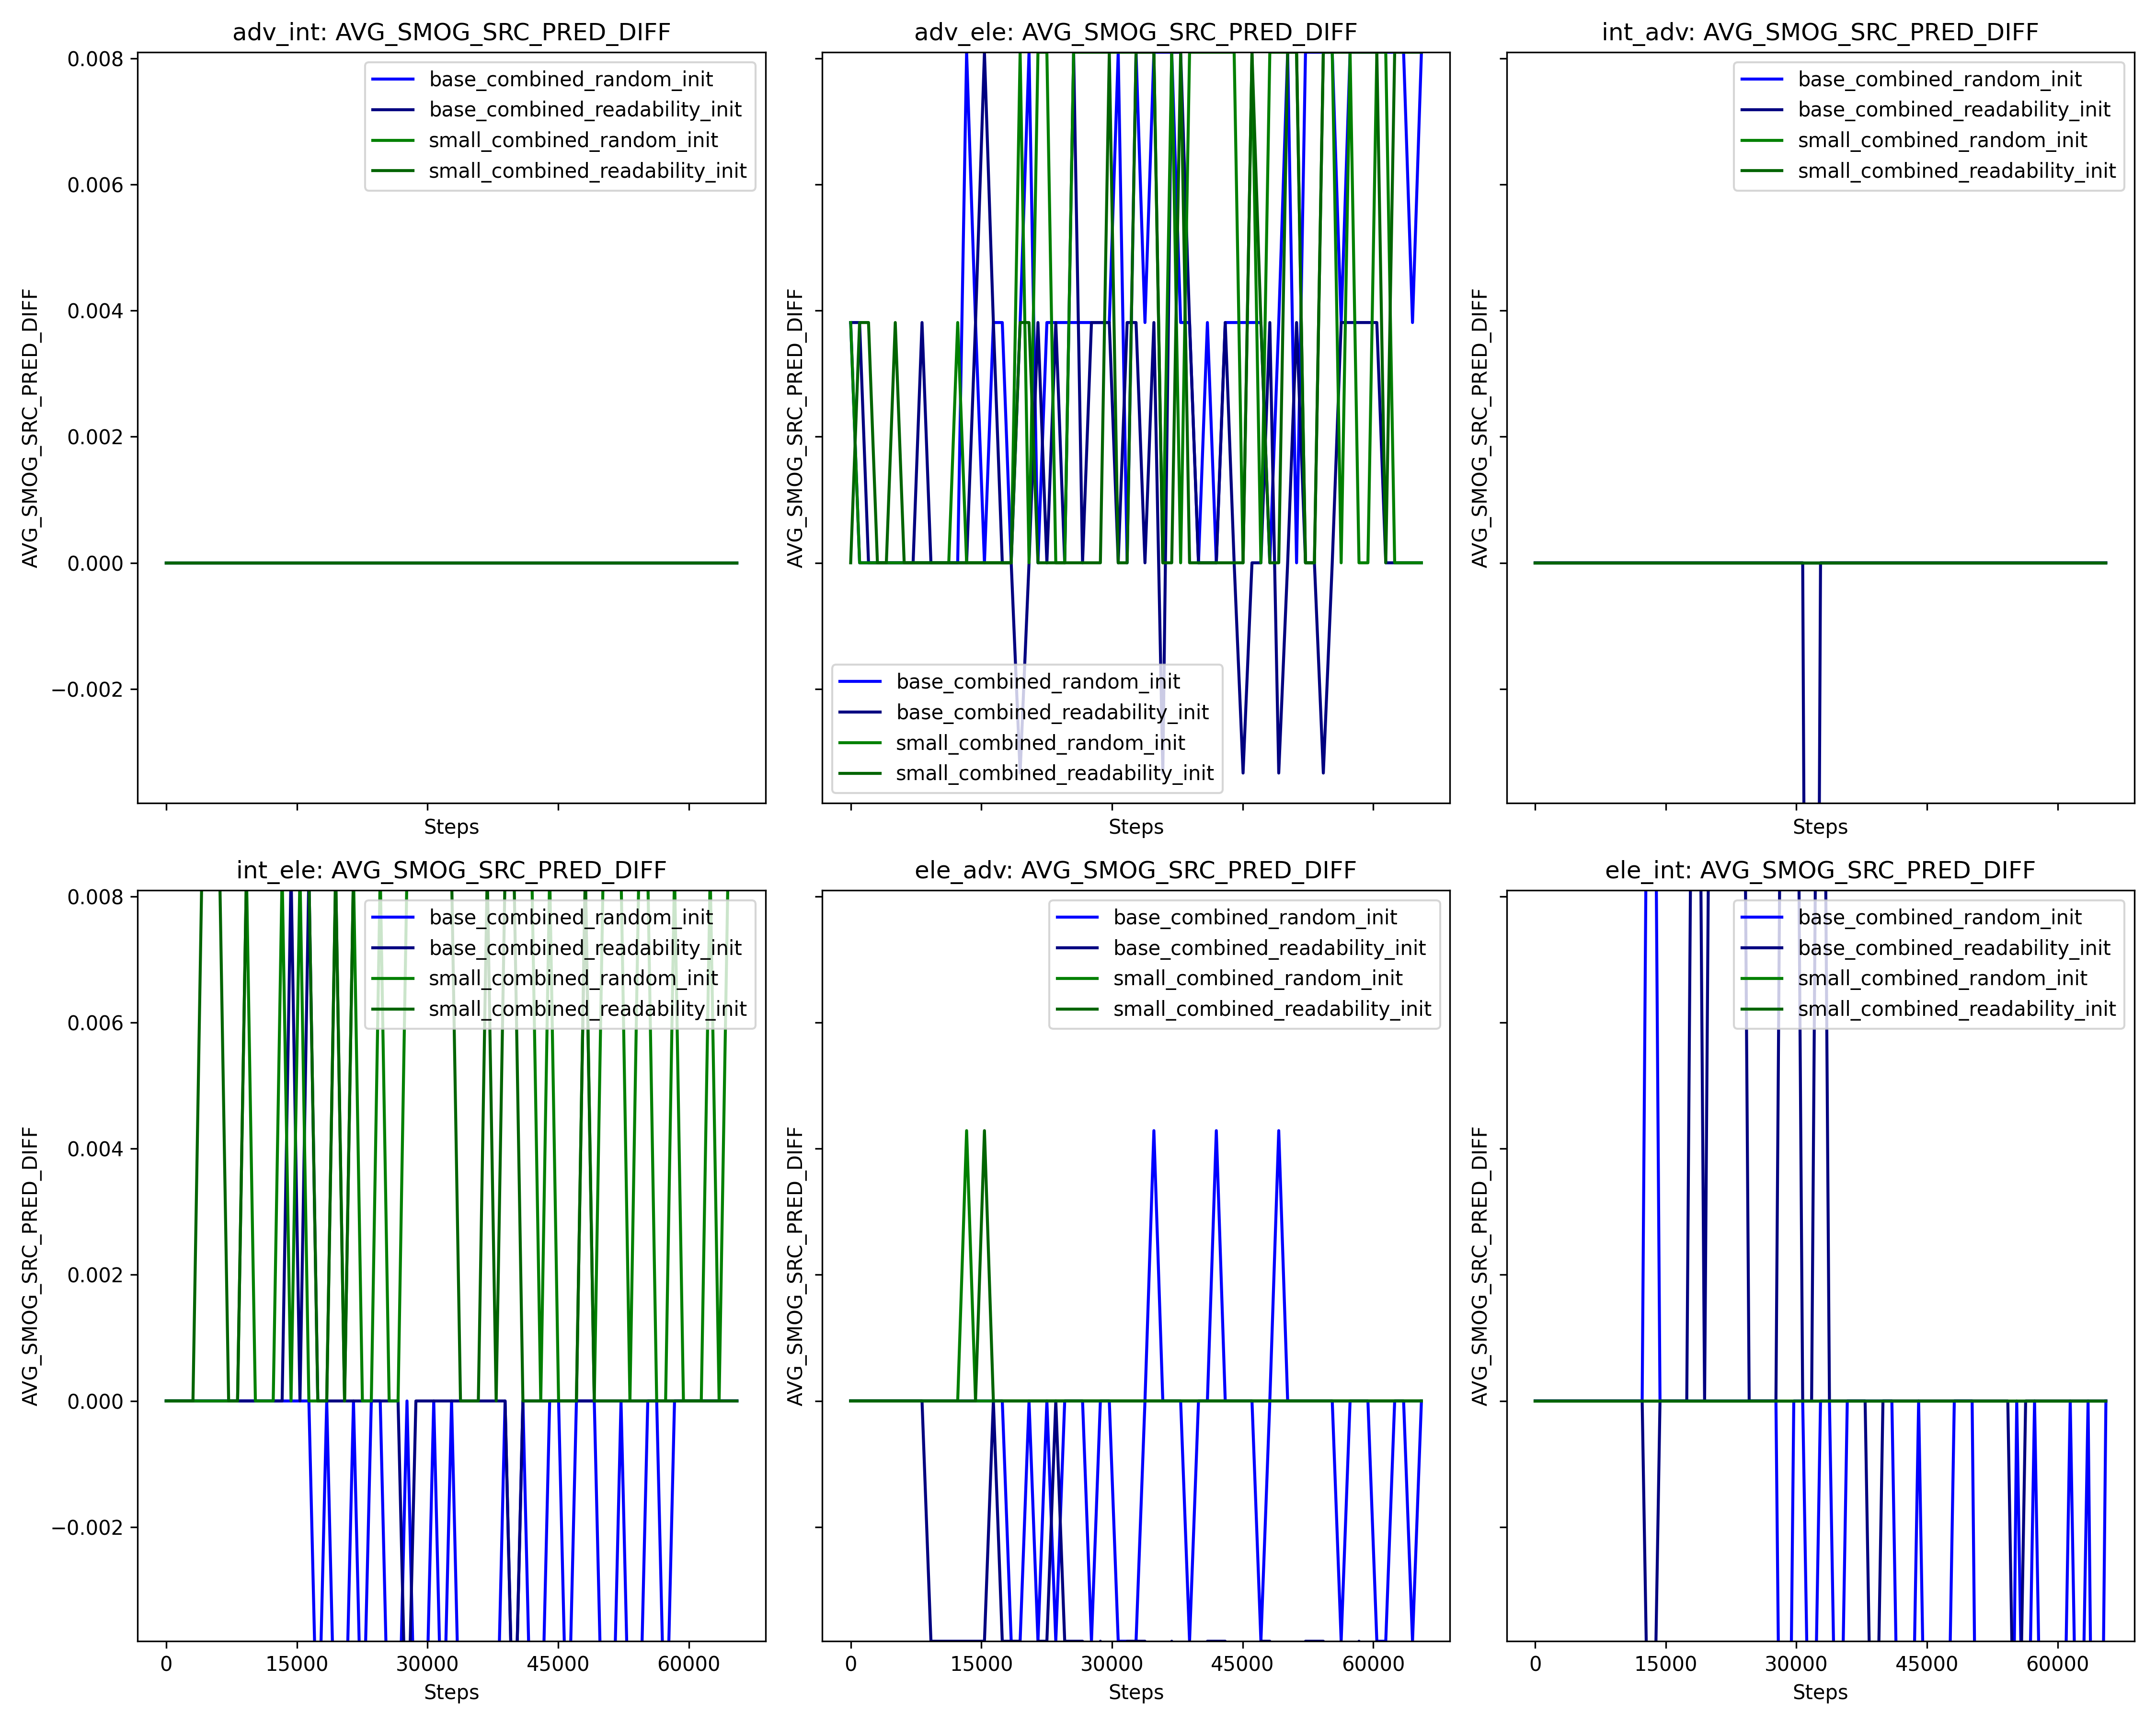 adv_int: AVG_SMOG_SRC_PRED_DIFF
adv_ele: AVG_SMOG_SRC_PRED_DIFF
int_adv: AVG_SMOG_SRC_PRED_DIFF
AVG_SMOG_SRC_PRED_DIFF
0.008
0.006
0.004
0.002
0.000
−0.002
base_combined_random_init
base_combined_readability_init
small_combined_random_init
small_combined_readability_init
Steps
AVG_SMOG_SRC_PRED_DIFF
base_combined_random_init
base_combined_readability_init
small_combined_random_init
small_combined_readability_init
Steps
AVG_SMOG_SRC_PRED_DIFF
base_combined_random_init
base_combined_readability_init
small_combined_random_init
small_combined_readability_init
Steps
int_ele: AVG_SMOG_SRC_PRED_DIFF
ele_adv: AVG_SMOG_SRC_PRED_DIFF
ele_int: AVG_SMOG_SRC_PRED_DIFF
AVG_SMOG_SRC_PRED_DIFF
0.008
0.006
0.004
0.002
0.000
−0.002
base_combined_random_init
base_combined_readability_init
small_combined_random_init
small_combined_readability_init
0 15000 30000 45000 60000
Steps
AVG_SMOG_SRC_PRED_DIFF
base_combined_random_init
base_combined_readability_init
small_combined_random_init
small_combined_readability_init
0 15000 30000 45000 60000
Steps
AVG_SMOG_SRC_PRED_DIFF
base_combined_random_init
base_combined_readability_init
small_combined_random_init
small_combined_readability_init
0 15000 30000 45000 60000
Steps